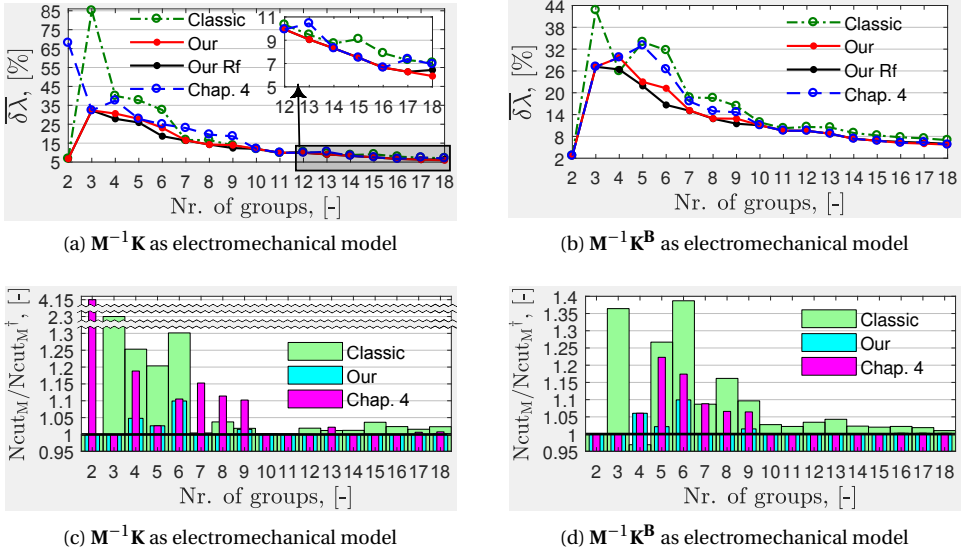 85
75
65
55
45
35
25
15
5
δλ, [%]
Classic
Our
Our Rf
Chap. 4
11
9
7
5
12 13 14 15 16 17 18
2 3 4 5 6 7 8 9 10 11 12 13 14 15 16 17 18
Nr. of groups, [-]
(a) M⁻¹K as electromechanical model
44
38
32
26
20
14
8
2
δλ, [%]
Classic
Our
Our Rf
Chap. 4
2 3 4 5 6 7 8 9 10 11 12 13 14 15 16 17 18
Nr. of groups, [-]
(b) M⁻¹Kᴮ as electromechanical model
4.15
2.3
1.3
1.25
1.2
1.15
1.1
1.05
1
0.95
Ncut_M/Ncut_M†, [-]
Classic
Our
Chap. 4
2 3 4 5 6 7 8 9 10 11 12 13 14 15 16 17 18
Nr. of groups, [-]
(c) M⁻¹K as electromechanical model
1.4
1.35
1.3
1.25
1.2
1.15
1.1
1.05
1
0.95
Ncut_M/Ncut_M†, [-]
Classic
Our
Chap. 4
2 3 4 5 6 7 8 9 10 11 12 13 14 15 16 17 18
Nr. of groups, [-]
(d) M⁻¹Kᴮ as electromechanical model